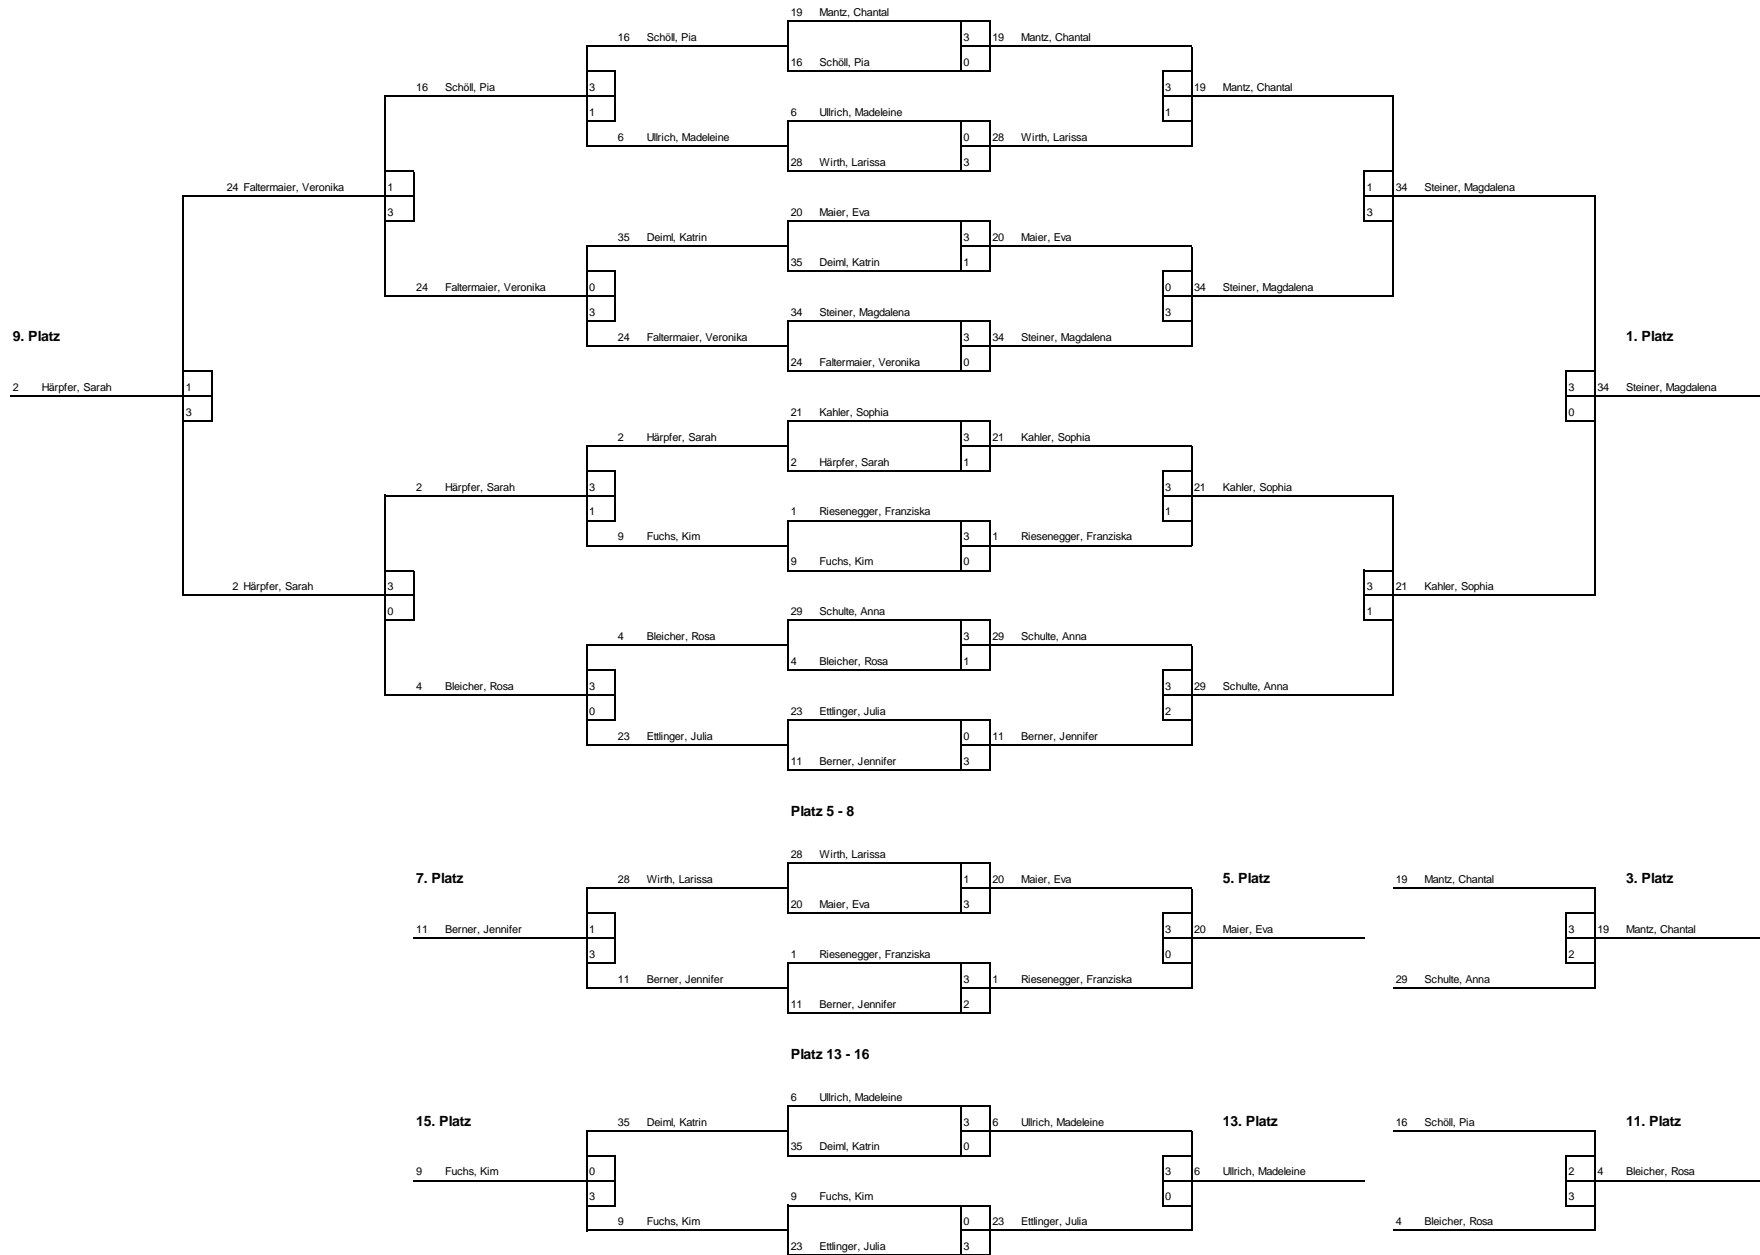 19 Mantz, Chantal
16 Schöll, Pia 3 19 Mantz, Chantal
16 Schöll, Pia 0
16 Schöll, Pia 3 3 19 Mantz, Chantal
1 6 Ullrich, Madeleine 1
6 Ullrich, Madeleine 0 28 Wirth, Larissa
28 Wirth, Larissa 3
24 Faltermaier, Veronika 1 1 34 Steiner, Magdalena
3 20 Maier, Eva 3
35 Deiml, Katrin 3 20 Maier, Eva
35 Deiml, Katrin 1
24 Faltermaier, Veronika 0 0 34 Steiner, Magdalena
3 34 Steiner, Magdalena 3
24 Faltermaier, Veronika 3 34 Steiner, Magdalena
9. Platz 1. Platz
24 Faltermaier, Veronika 0
2 Härpfer, Sarah 1 3 34 Steiner, Magdalena
3 21 Kahler, Sophia 0
2 Härpfer, Sarah 3 21 Kahler, Sophia
2 Härpfer, Sarah 1
2 Härpfer, Sarah 3 3 21 Kahler, Sophia
1 1 Riesenegger, Franziska 1
9 Fuchs, Kim 3 1 Riesenegger, Franziska
9 Fuchs, Kim 0
2 Härpfer, Sarah 3 3 21 Kahler, Sophia
0 29 Schulte, Anna 1
4 Bleicher, Rosa 3 29 Schulte, Anna
4 Bleicher, Rosa 1
4 Bleicher, Rosa 3 3 29 Schulte, Anna
0 23 Ettlinger, Julia 2
23 Ettlinger, Julia 0 11 Berner, Jennifer
11 Berner, Jennifer 3
Platz 5 - 8
28 Wirth, Larissa
7. Platz 28 Wirth, Larissa 1 20 Maier, Eva 5. Platz 19 Mantz, Chantal 3. Platz
20 Maier, Eva 3
11 Berner, Jennifer 1 3 20 Maier, Eva 3 19 Mantz, Chantal
3 1 Riesenegger, Franziska 0 2
11 Berner, Jennifer 3 1 Riesenegger, Franziska 29 Schulte, Anna
11 Berner, Jennifer 2
Platz 13 - 16
6 Ullrich, Madeleine
15. Platz 35 Deiml, Katrin 3 6 Ullrich, Madeleine 13. Platz 16 Schöll, Pia 11. Platz
35 Deiml, Katrin 0
9 Fuchs, Kim 0 3 6 Ullrich, Madeleine 2 4 Bleicher, Rosa
3 9 Fuchs, Kim 0 3
9 Fuchs, Kim 0 23 Ettlinger, Julia 4 Bleicher, Rosa
23 Ettlinger, Julia 3